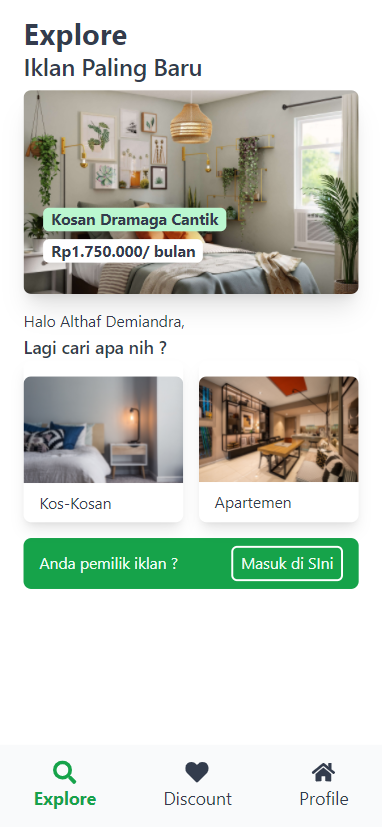 Explore
Iklan Paling Baru
Kosan Dramaga Cantik
Rp1.750.000/ bulan
Halo Althaf Demiandra,
Lagi cari apa nih ?
Kos-Kosan
Apartemen
Anda pemilik iklan ?
Masuk di SIni
Explore
Discount
Profile